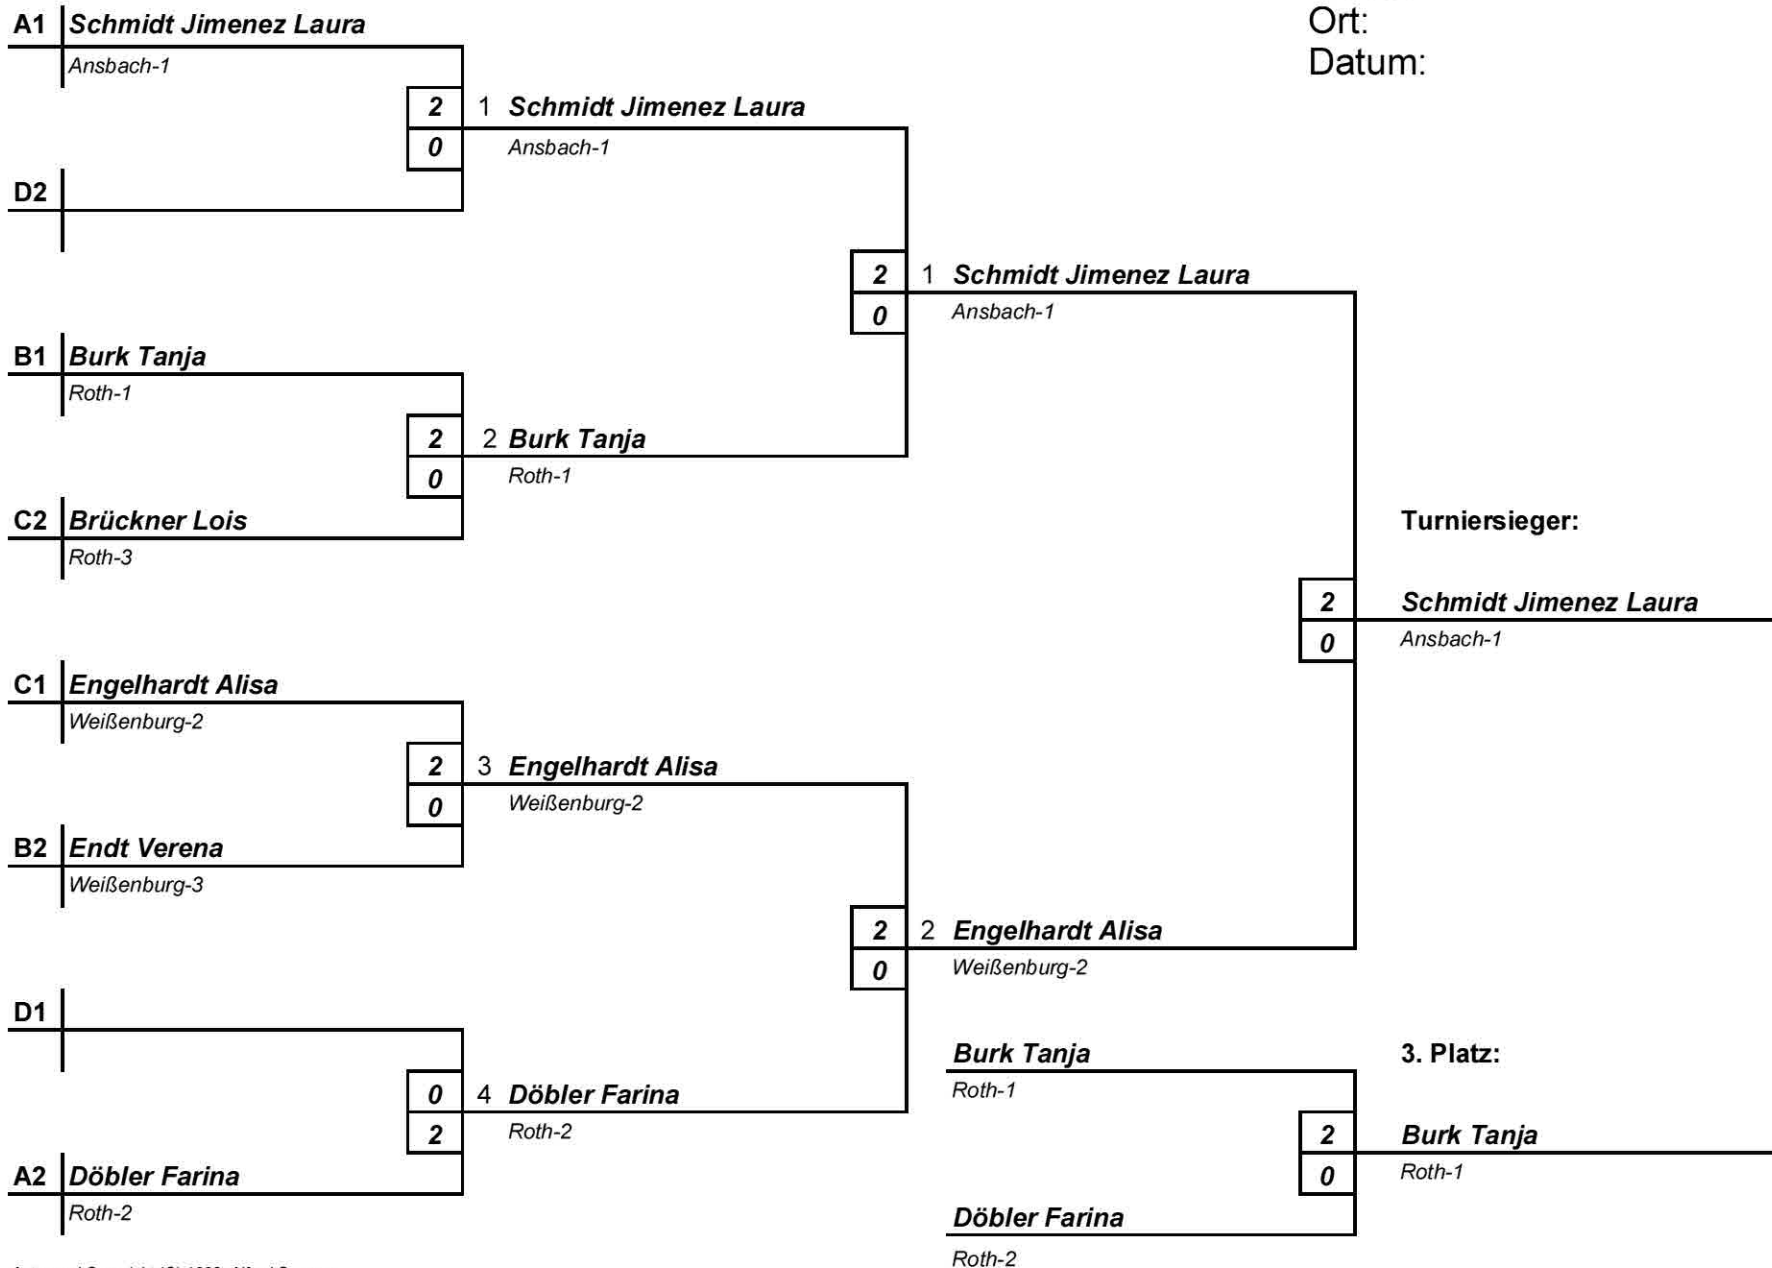 A1 Schmidt Jimenez Laura
Ansbach-1
Ort:
Datum:
2 1 Schmidt Jimenez Laura
0 Ansbach-1
D2
2 1 Schmidt Jimenez Laura
0 Ansbach-1
B1 Burk Tanja
Roth-1
2 2 Burk Tanja
0 Roth-1
C2 Brückner Lois
Roth-3
Turniersieger:
2 Schmidt Jimenez Laura
0 Ansbach-1
C1 Engelhardt Alisa
Weißenburg-2
2 3 Engelhardt Alisa
0 Weißenburg-2
B2 Endt Verena
Weißenburg-3
2 2 Engelhardt Alisa
0 Weißenburg-2
D1
Burk Tanja
Roth-1
3. Platz:
0 4 Döbler Farina
2 Roth-2
2 Burk Tanja
0 Roth-1
A2 Döbler Farina
Roth-2
Döbler Farina
Roth-2